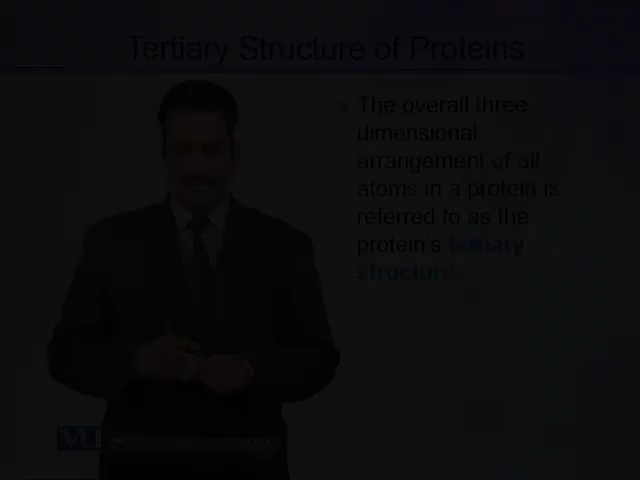 Tertiary Structure of Proteins
• The overall three-
dimensional
arrangement of all
atoms in a protein is
referred to as the
protein's tertiary
structure.
VU